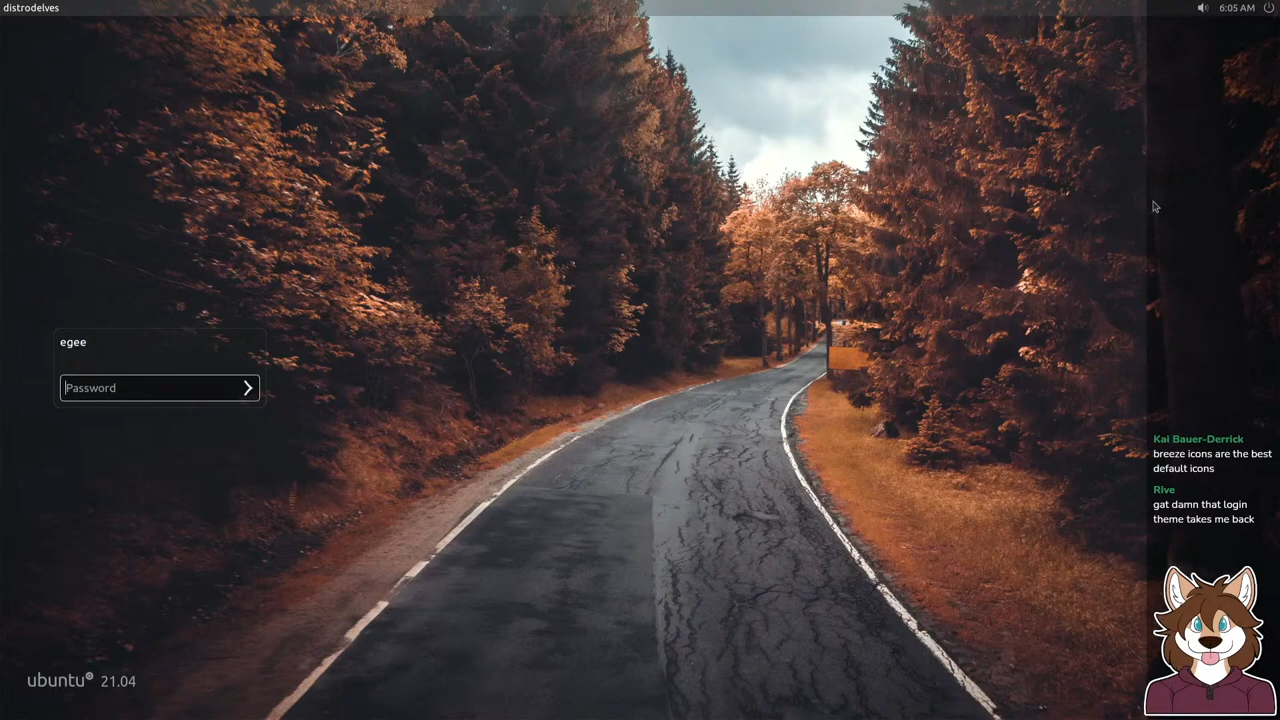 distrodelves
6:05 AM
egee
Password
Kai Bauer-Derrick
breeze icons are the best
default icons
Rive
gat damn that login
theme takes me back
ubuntu 21.04